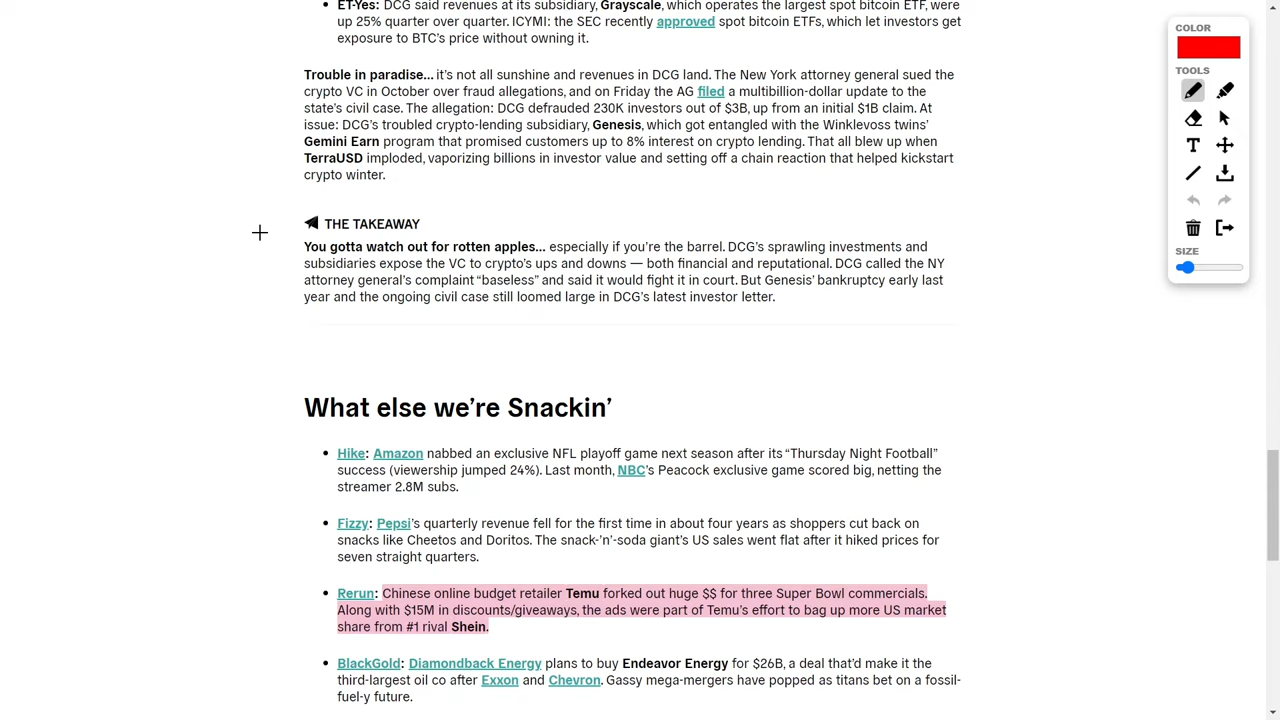 ET-Yes: DCG said revenues at its subsidiary, Grayscale, which operates the largest spot bitcoin ETF, were
up 25% quarter over quarter. ICYMI: the SEC recently approved spot bitcoin ETFs, which let investors get
exposure to BTC’s price without owning it.
Trouble in paradise... it’s not all sunshine and revenues in DCG land. The New York attorney general sued the
crypto VC in October over fraud allegations, and on Friday the AG filed a multibillion-dollar update to the
state’s civil case. The allegation: DCG defrauded 230K investors out of $3B, up from an initial $1B claim. At
issue: DCG’s troubled crypto-lending subsidiary, Genesis, which got entangled with the Winklevoss twins’
Gemini Earn program that promised customers up to 8% interest on crypto lending. That all blew up when
TerraUSD imploded, vaporizing billions in investor value and setting off a chain reaction that helped kickstart
crypto winter.
THE TAKEAWAY
You gotta watch out for rotten apples... especially if you’re the barrel. DCG’s sprawling investments and
subsidiaries expose the VC to crypto’s ups and downs — both financial and reputational. DCG called the NY
attorney general’s complaint “baseless” and said it would fight it in court. But Genesis’ bankruptcy early last
year and the ongoing civil case still loomed large in DCG’s latest investor letter.
What else we’re Snackin’
Hike: Amazon nabbed an exclusive NFL playoff game next season after its “Thursday Night Football”
success (viewership jumped 24%). Last month, NBC’s Peacock exclusive game scored big, netting the
streamer 2.8M subs.
Fizzy: Pepsi’s quarterly revenue fell for the first time in about four years as shoppers cut back on
snacks like Cheetos and Doritos. The snack-’n’-soda giant’s US sales went flat after it hiked prices for
seven straight quarters.
Rerun: Chinese online budget retailer Temu forked out huge $$ for three Super Bowl commercials.
Along with $15M in discounts/giveaways, the ads were part of Temu’s effort to bag up more US market
share from #1 rival Shein.
BlackGold: Diamondback Energy plans to buy Endeavor Energy for $26B, a deal that’d make it the
third-largest oil co after Exxon and Chevron. Gassy mega-mergers have popped as titans bet on a fossil-
fuel-y future.
COLOR
TOOLS
T
SIZE